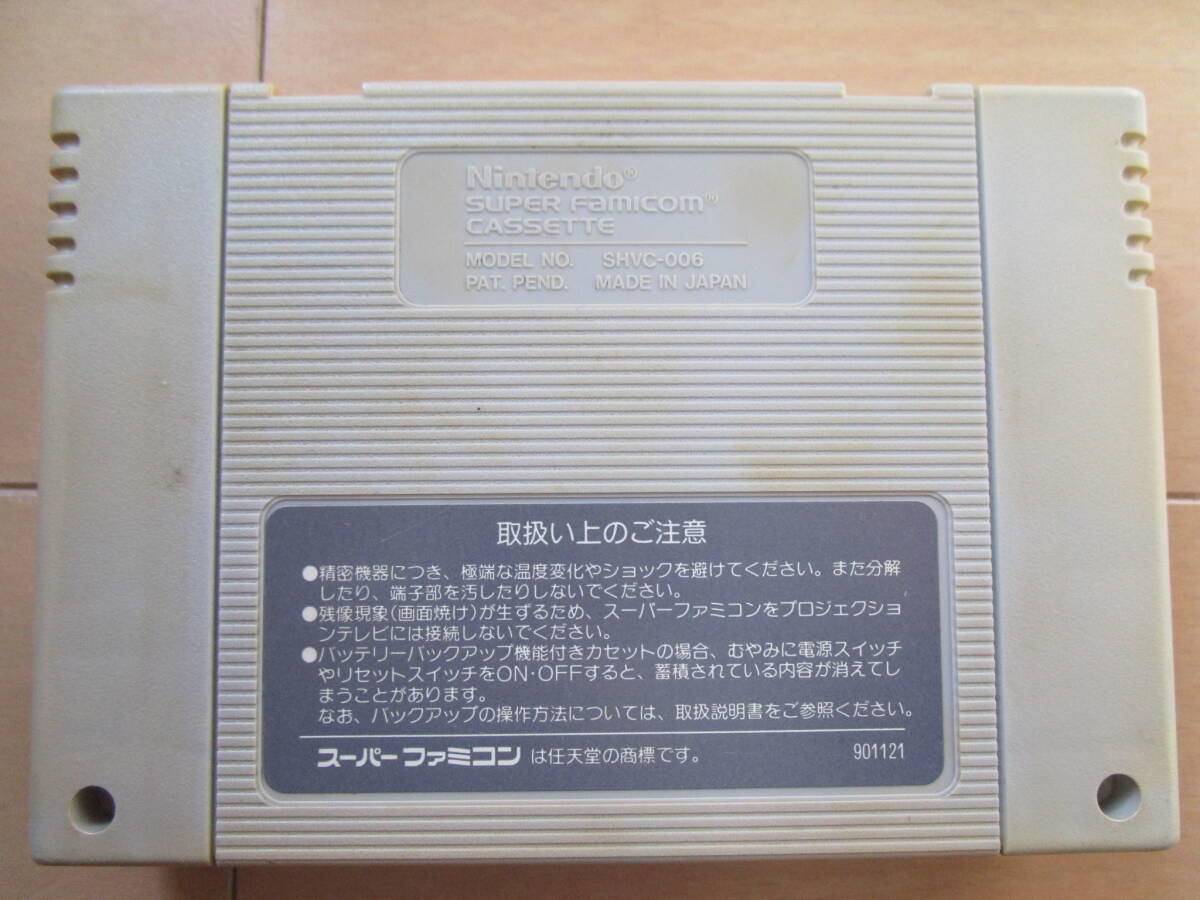 Nintendo®
SUPER FAMICOM®
CASSETTE
MODEL NO. SHVC-006
PAT. PEND. MADE IN JAPAN
取扱い上のご注意
●精密機器につき、極端な温度変化やショックを避けてください。また分解
したり、端子部を汚したりしないでください。
●残像現象(画面焼け)が生ずるため、スーパーファミコンをプロジェクショ
ンテレビには接続しないでください。
●バッテリーバックアップ機能付きカセットの場合、むやみに電源スイッチ
やリセットスイッチをON・OFFすると、蓄積されている内容が消えてし
まうことがあります。
なお、バックアップの操作方法については、取扱説明書をご参照ください。
スーパーファミコン は任天堂の商標です。 901121